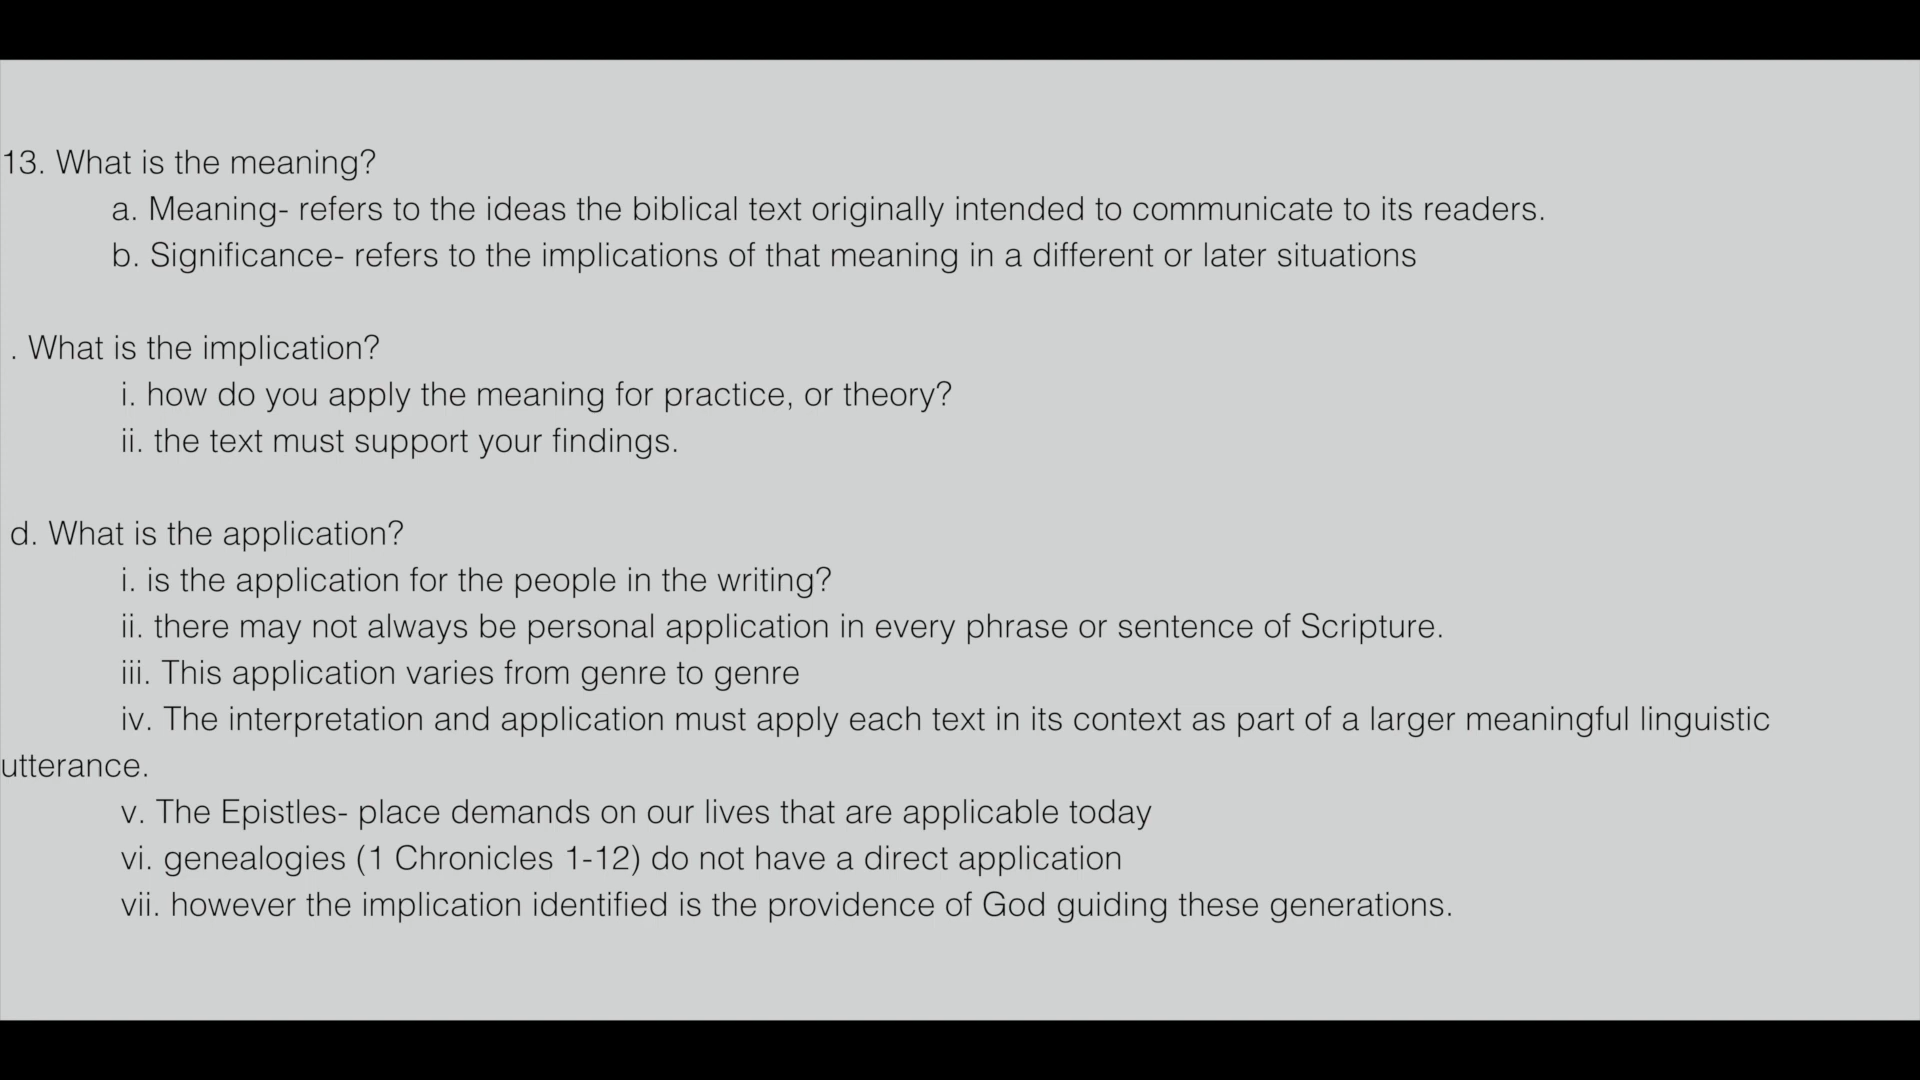 13. What is the meaning?
a. Meaning- refers to the ideas the biblical text originally intended to communicate to its readers.
b. Significance- refers to the implications of that meaning in a different or later situations
. What is the implication?
i. how do you apply the meaning for practice, or theory?
ii. the text must support your findings.
d. What is the application?
i. is the application for the people in the writing?
ii. there may not always be personal application in every phrase or sentence of Scripture.
iii. This application varies from genre to genre
iv. The interpretation and application must apply each text in its context as part of a larger meaningful linguistic
utterance.
v. The Epistles- place demands on our lives that are applicable today
vi. genealogies (1 Chronicles 1-12) do not have a direct application
vii. however the implication identified is the providence of God guiding these generations.